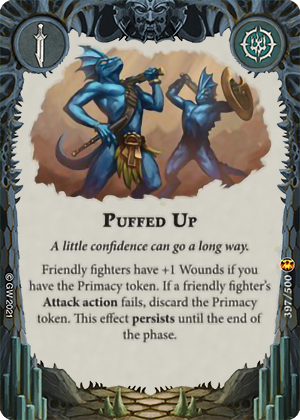 PUFFED UP
A little confidence can go a long way.
Friendly fighters have +1 Wounds if you
have the Primacy token. If a friendly fighter's
Attack action fails, discard the Primacy
token. This effect persists until the end of
the phase.
© GW 2021
397/500